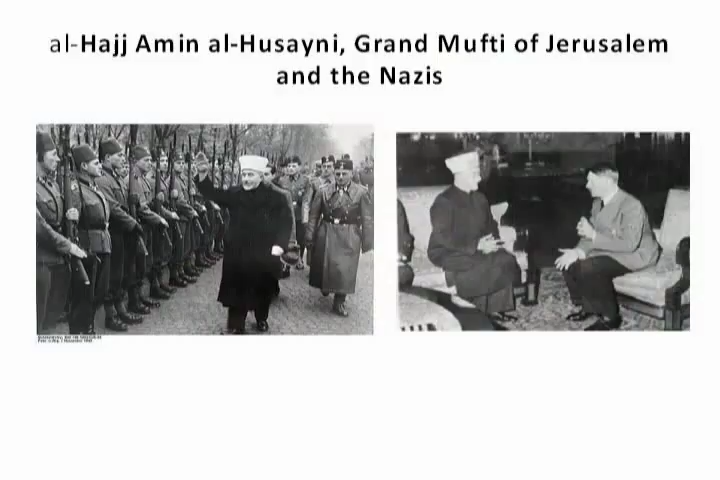 al-Hajj Amin al-Husayni, Grand Mufti of Jerusalem
and the Nazis